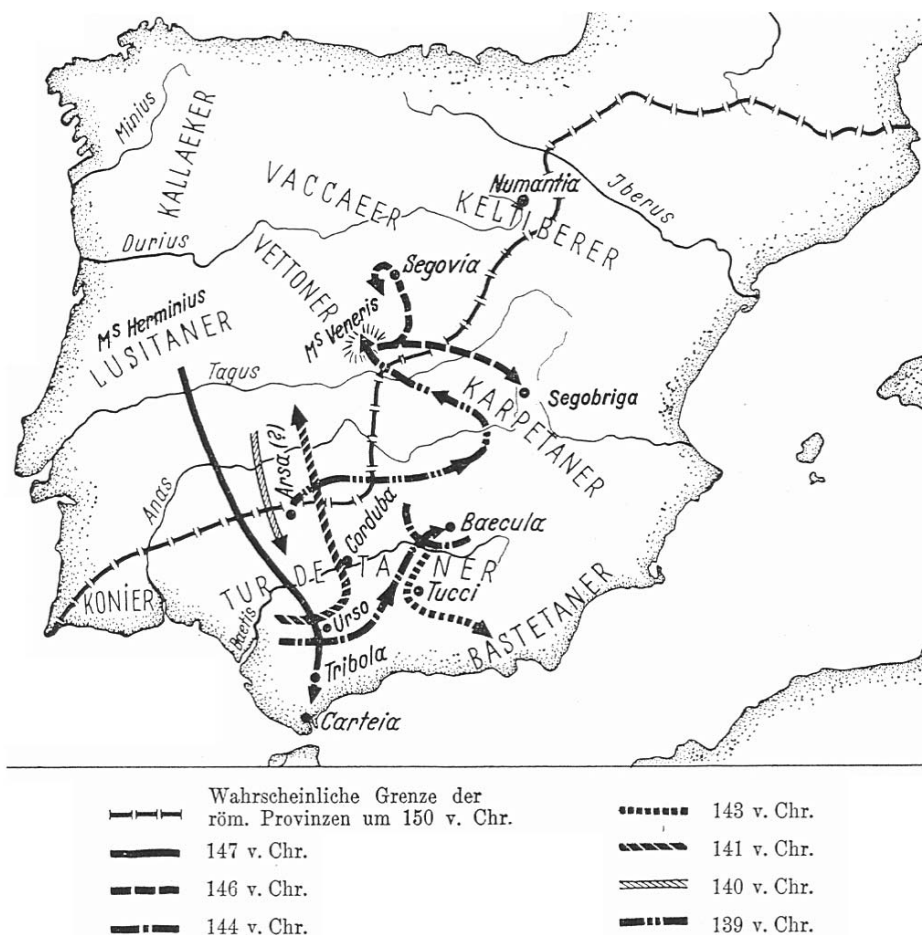 Minius
KALLAEKER
VACCAEER
Numantia
KELTIBERER
Jberus
Durius
VETTONER
Segovia
Mˢ Veneris
Mˢ Herminius
LUSITANER
Tagus
Segobriga
KARPETANER
Arsa (?)
Anas
Corduba
Baecula
TURDETANER
Tucci
KONIER
Baetis
Urso
BASTETANER
Tribola
Carteia
Wahrscheinliche Grenze der
röm. Provinzen um 150 v. Chr.
147 v. Chr.
146 v. Chr.
144 v. Chr.
143 v. Chr.
141 v. Chr.
140 v. Chr.
139 v. Chr.